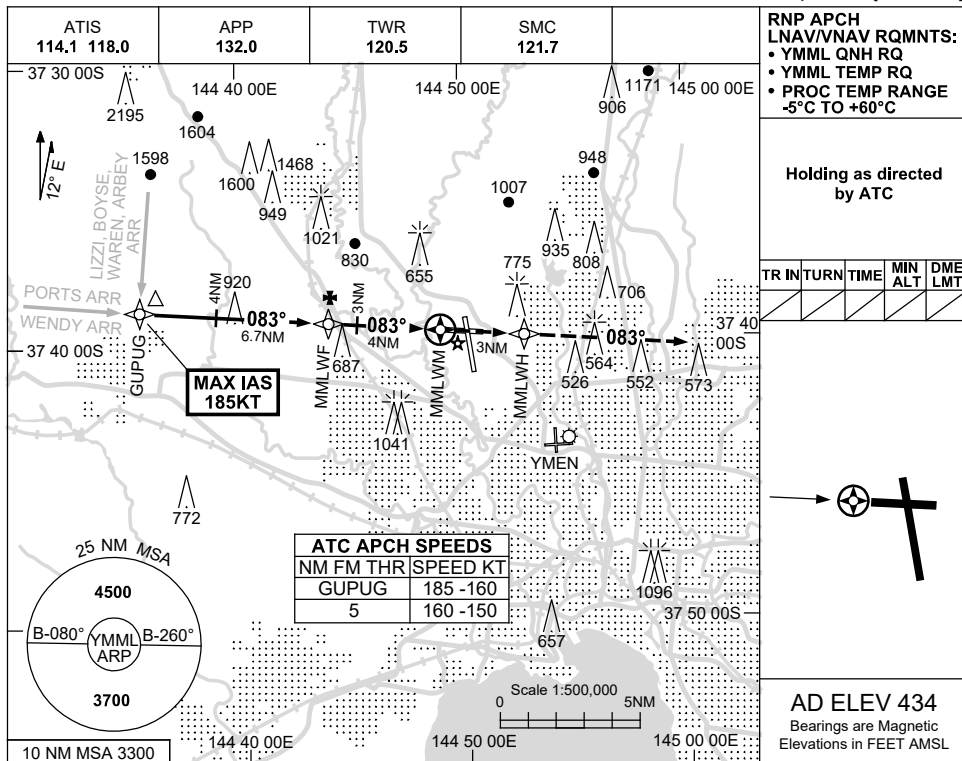 ATIS
114.1 118.0
APP
132.0
TWR
120.5
SMC
121.7
RNP APCH
LNAV/VNAV RQMNTS:
• YMML QNH RQ
• YMML TEMP RQ
• PROC TEMP RANGE
-5°C TO +60°C
37 30 00S
144 40 00E
144 50 00E
145 00 00E
2195
1604
906
1171
12° E
1598
1600
1468
949
1021
830
655
1007
948
935
808
775
706
Holding as directed
by ATC
LIZZI, BOYSE,
WAREN, ARBEY
ARR
TR IN
TURN
TIME
MIN
ALT
DME
LMT
PORTS ARR
WENDY ARR
4NM
920
083°
6.7NM
3NM
083°
4NM
3NM
083°
37 40
00S
37 40 00S
GUPUG
MMLWF
687
MMLWM
MMLWH
526
564
552
573
MAX IAS
185KT
1041
YMEN
772
25 NM MSA
4500
B-080°
YMML
ARP
B-260°
3700
10 NM MSA 3300
ATC APCH SPEEDS
NM FM THR SPEED KT
GUPUG 185 -160
5 160 -150
1096
37 50 00S
657
Scale 1:500,000
0 5NM
144 40 00E
144 50 00E
145 00 00E
AD ELEV 434
Bearings are Magnetic
Elevations in FEET AMSL